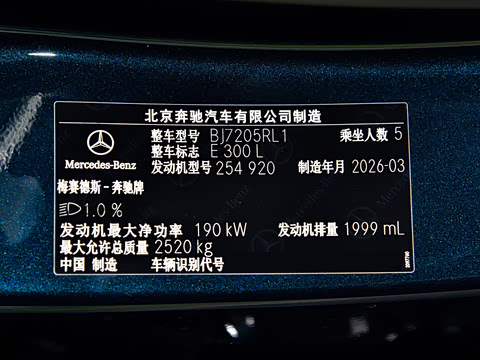 北京奔驰汽车有限公司制造
整车型号 BJ7205RL1 乘坐人数 5
整车标志 E 300 L
发动机型号 254 920 制造年月 2026-03
Mercedes-Benz
梅赛德斯-奔驰牌
1.0 %
发动机最大净功率 190 kW 发动机排量 1999 mL
最大允许总质量 2520 kg
中国 制造 车辆识别代号